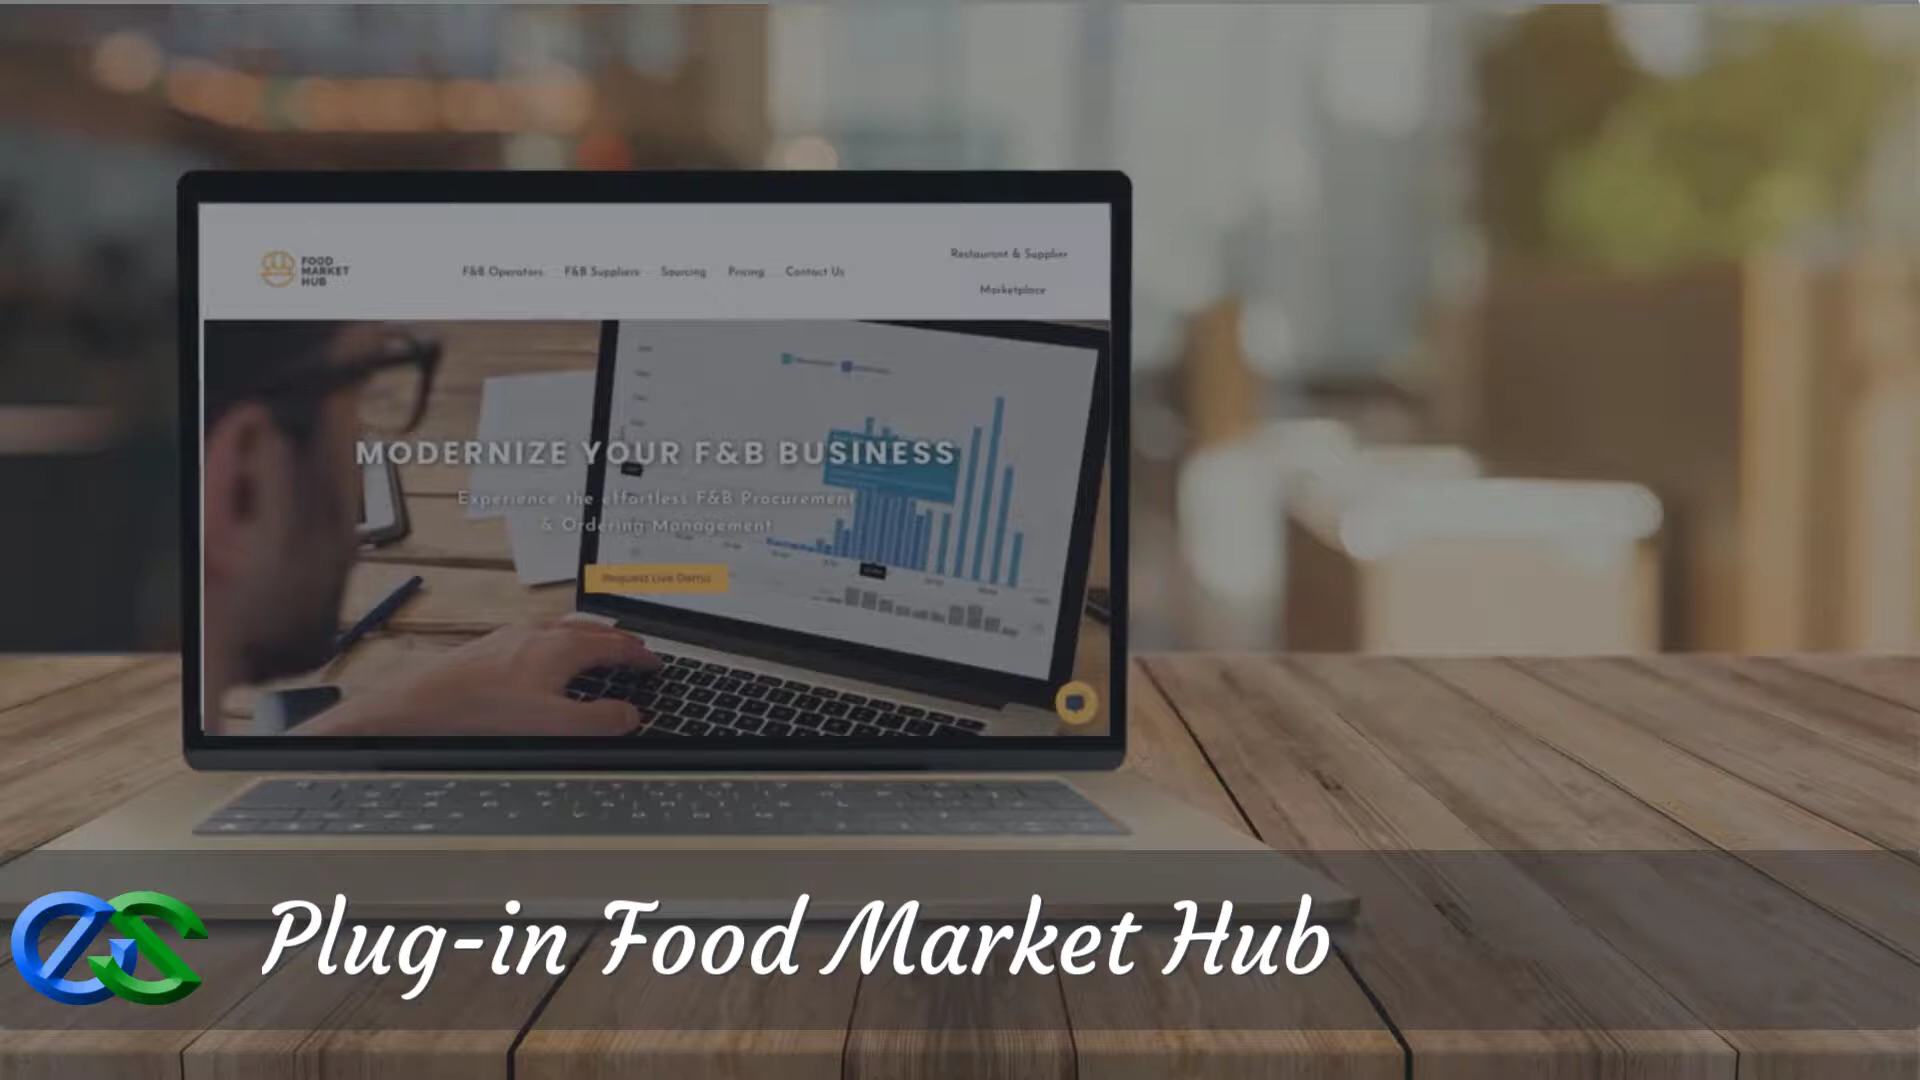 FOOD
MARKET
HUB
F&B Operators F&B Suppliers Sourcing Pricing Contact Us
Restaurant & Supplier
Marketplace
MODERNIZE YOUR F&B BUSINESS
Experience the effortless F&B Procurement
& Ordering Management
Request Live Demo
Plug-in Food Market Hub